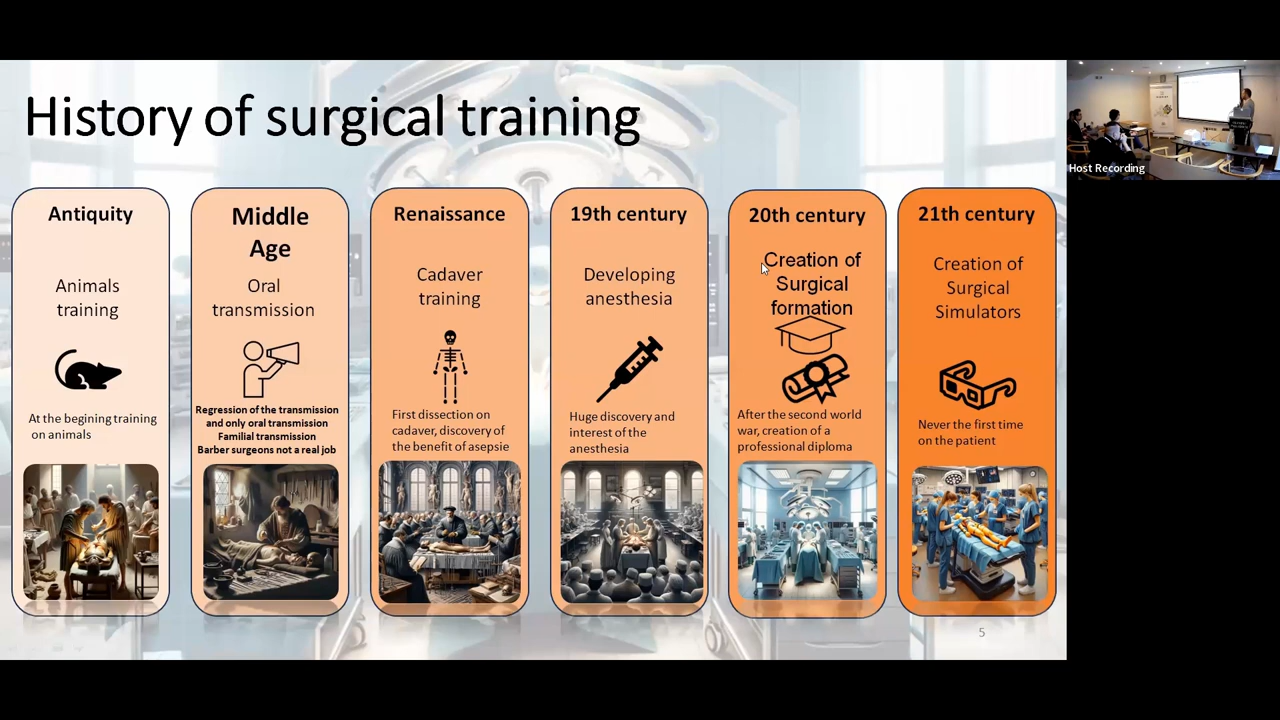 History of surgical training
Host Recording
Antiquity
Animals
training
At the begining training
on animals
Middle
Age
Oral
transmission
Regression of the transmission
and only oral transmission
Familial transmission
Barber surgeons not a real job
Renaissance
Cadaver
training
First dissection on
cadaver, discovery of
the benefit of asepsie
19th century
Developing
anesthesia
Huge discovery and
interest of the
anesthesia
20th century
Creation of
Surgical
formation
After the second world
war, creation of a
professional diploma
21th century
Creation of
Surgical
Simulators
Never the first time
on the patient
5